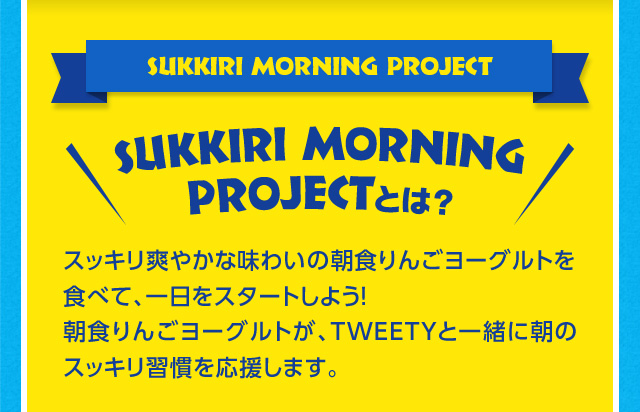 SUKKIRI MORNING PROJECT
SUKKIRI MORNING
PROJECTとは?
スッキリ爽やかな味わいの朝食りんごヨーグルトを
食べて、一日をスタートしよう!
朝食りんごヨーグルトが、TWEETYと一緒に朝の
スッキリ習慣を応援します。